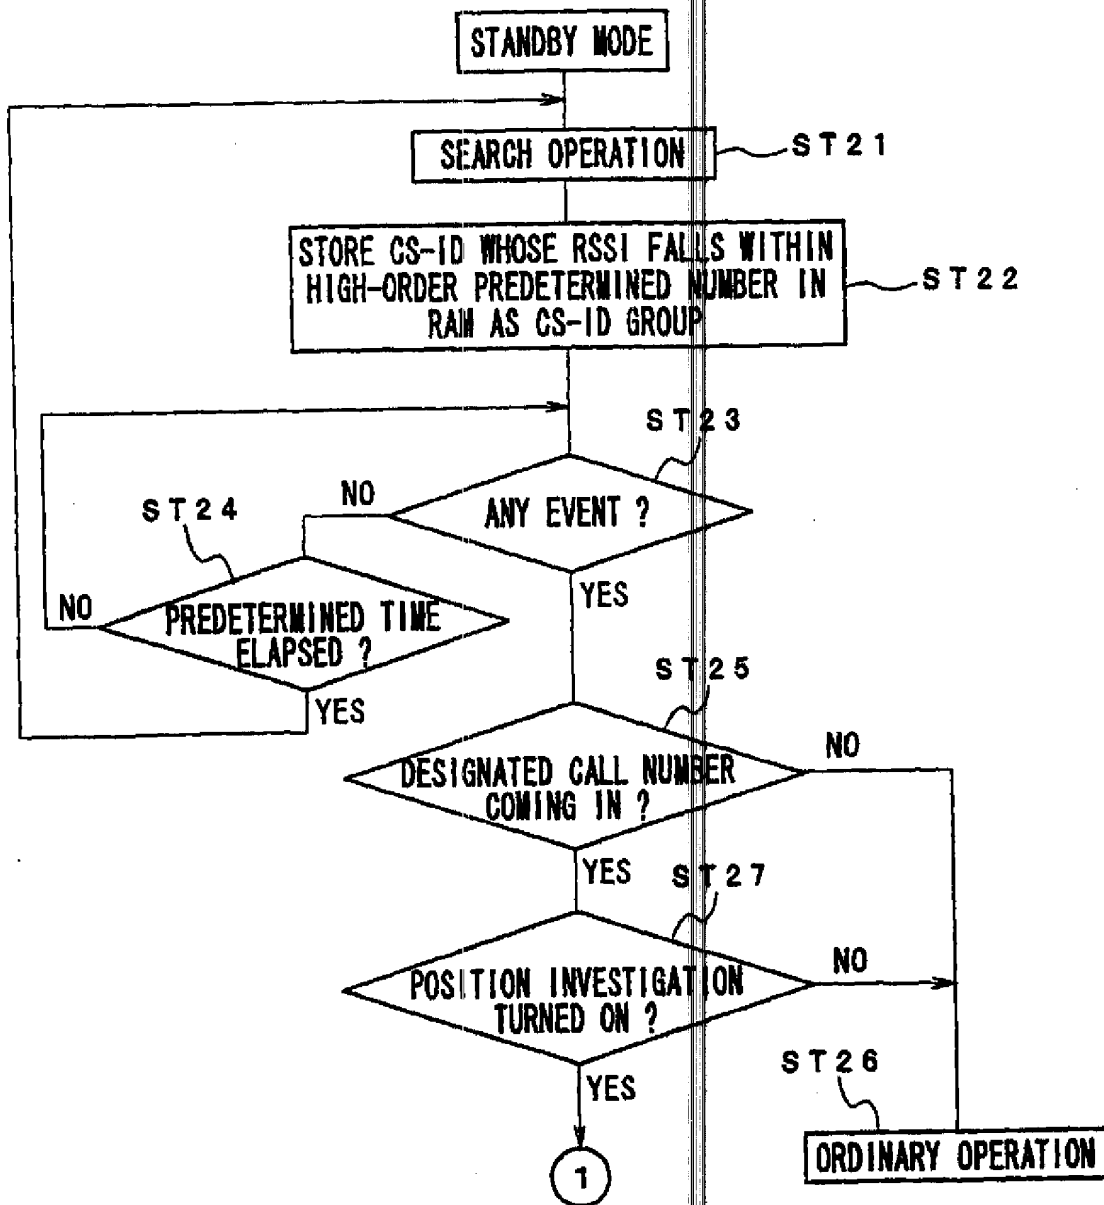 STANDBY MODE
SEARCH OPERATION
ST21
STORE CS-ID WHOSE RSSI FALLS WITHIN
HIGH-ORDER PREDETERMINED NUMBER IN
RAM AS CS-ID GROUP
ST22
ST23
ANY EVENT ?
NO
YES
ST24
PREDETERMINED TIME
ELAPSED ?
NO
YES
ST25
DESIGNATED CALL NUMBER
COMING IN ?
NO
YES
ST27
POSITION INVESTIGATION
TURNED ON ?
NO
YES
ST26
ORDINARY OPERATION
1